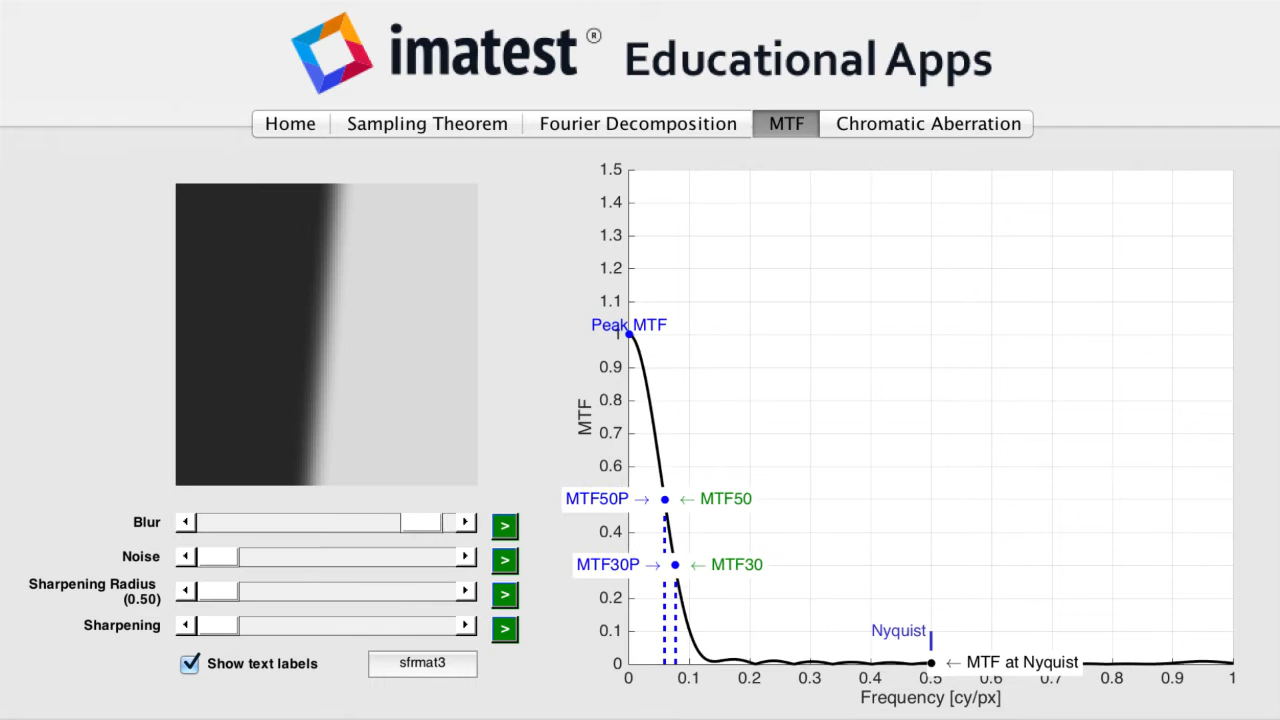 imatest® Educational Apps
Home Sampling Theorem Fourier Decomposition MTF Chromatic Aberration
1.5
1.4
1.3
1.2
1.1
Peak MTF
1
0.9
0.8
MTF
0.7
0.6
MTF50P → ← MTF50
0.4
MTF30P → ← MTF30
0.2
0.1
Nyquist
0
← MTF at Nyquist
0 0.1 0.2 0.3 0.4 0.5 0.6 0.7 0.8 0.9 1
Frequency [cy/px]
Blur >
Noise >
Sharpening Radius
(0.50) >
Sharpening >
Show text labels sfrmat3